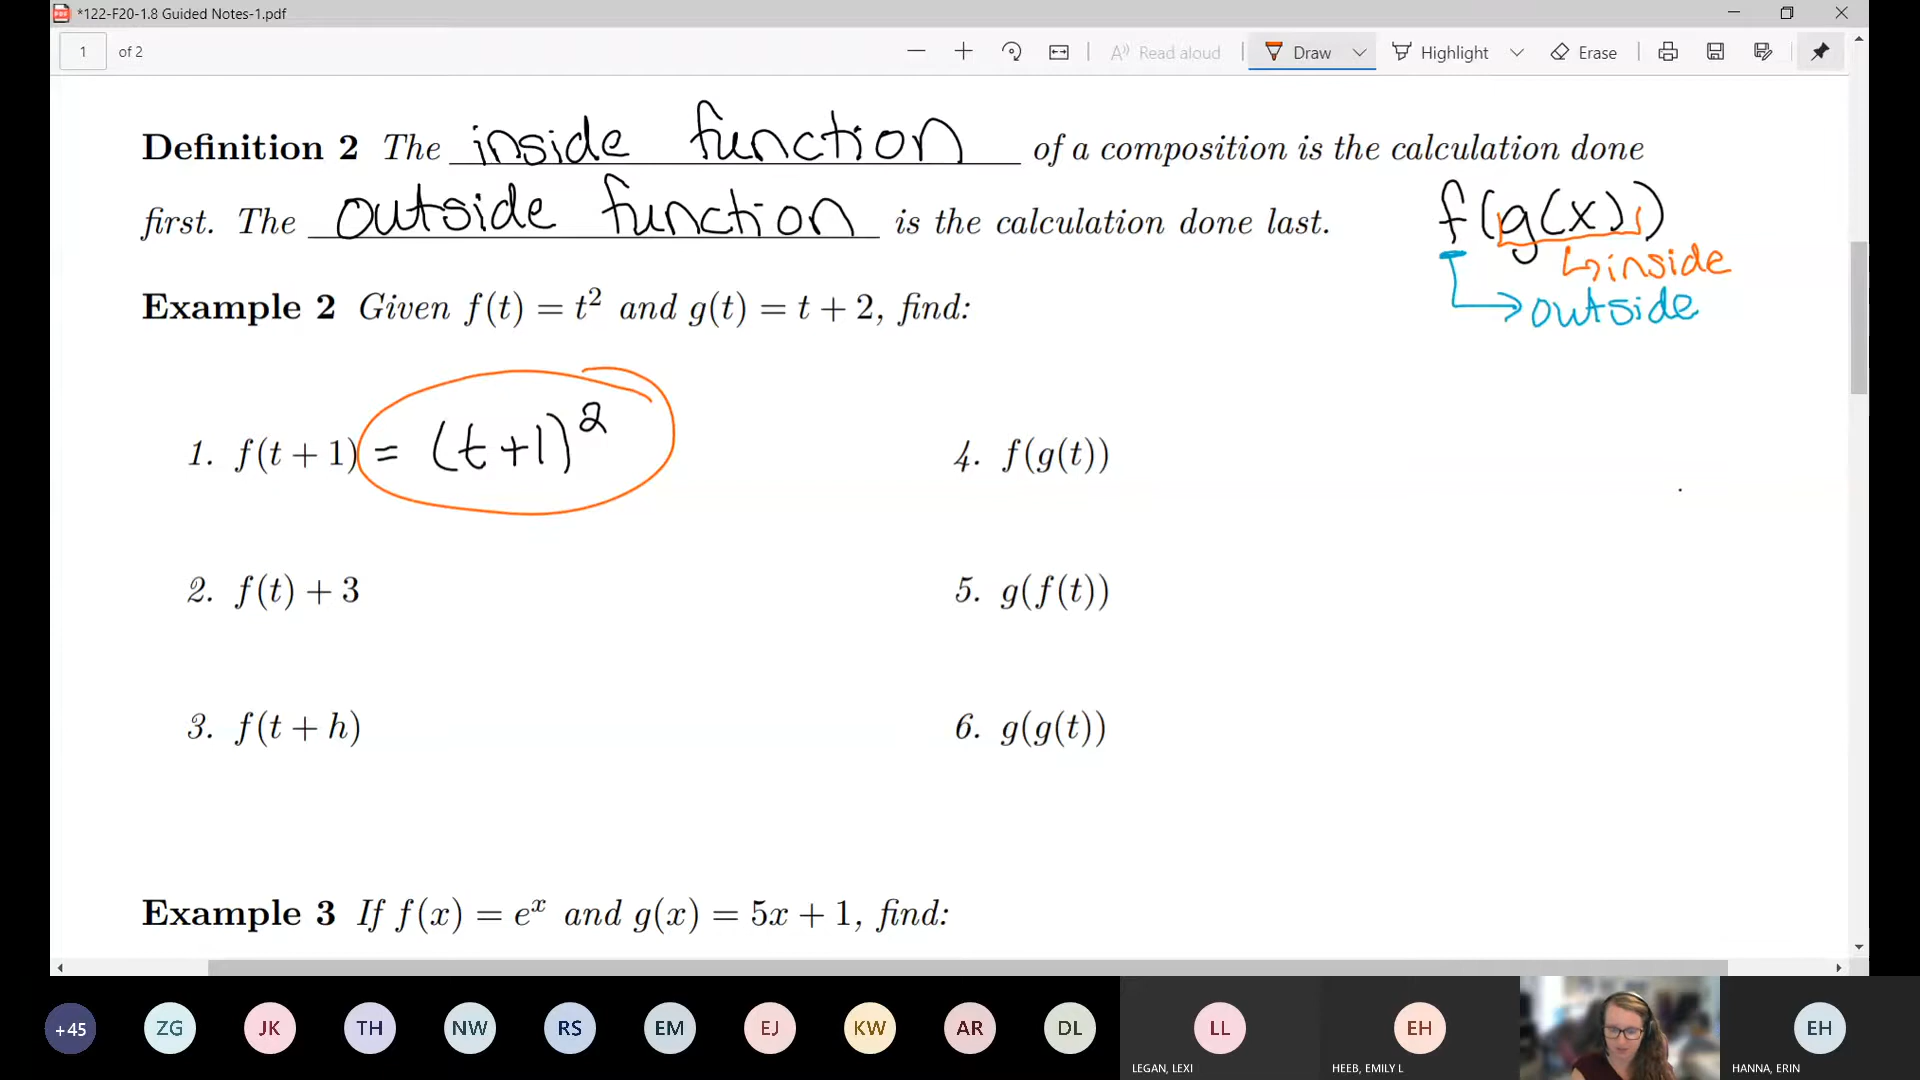 *122-F20-1.8 Guided Notes-1.pdf
1 of 2 Read aloud Draw Highlight Erase
Definition 2 The inside function of a composition is the calculation done
first. The outside function is the calculation done last.
f(g(x))
↳inside
→outside
Example 2 Given f(t) = t² and g(t) = t + 2, find:
1. f(t + 1) = (t+1)²
4. f(g(t))
2. f(t) + 3
5. g(f(t))
3. f(t + h)
6. g(g(t))
Example 3 If f(x) = eˣ and g(x) = 5x + 1, find:
+45 ZG JK TH NW RS EM EJ KW AR DL LL EH EH
LEGAN, LEXI HEEB, EMILY L HANNA, ERIN